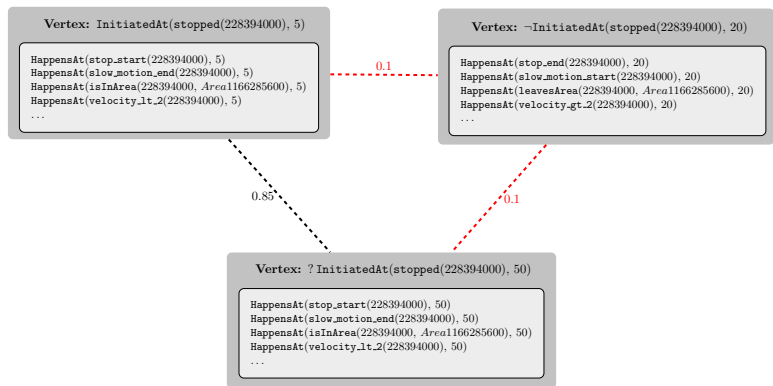 Vertex: InitiatedAt(stopped(228394000), 5)
HappensAt(stop_start(228394000), 5)
HappensAt(slow_motion_end(228394000), 5)
HappensAt(isInArea(228394000, Area1166285600), 5)
HappensAt(velocity_lt_2(228394000), 5)
...
0.1
Vertex: ¬InitiatedAt(stopped(228394000), 20)
HappensAt(stop_end(228394000), 20)
HappensAt(slow_motion_start(228394000), 20)
HappensAt(leavesArea(228394000, Area1166285600), 20)
HappensAt(velocity_gt_2(228394000), 20)
...
0.85
0.1
Vertex: ? InitiatedAt(stopped(228394000), 50)
HappensAt(stop_start(228394000), 50)
HappensAt(slow_motion_end(228394000), 50)
HappensAt(isInArea(228394000, Area1166285600), 50)
HappensAt(velocity_lt_2(228394000), 50)
...